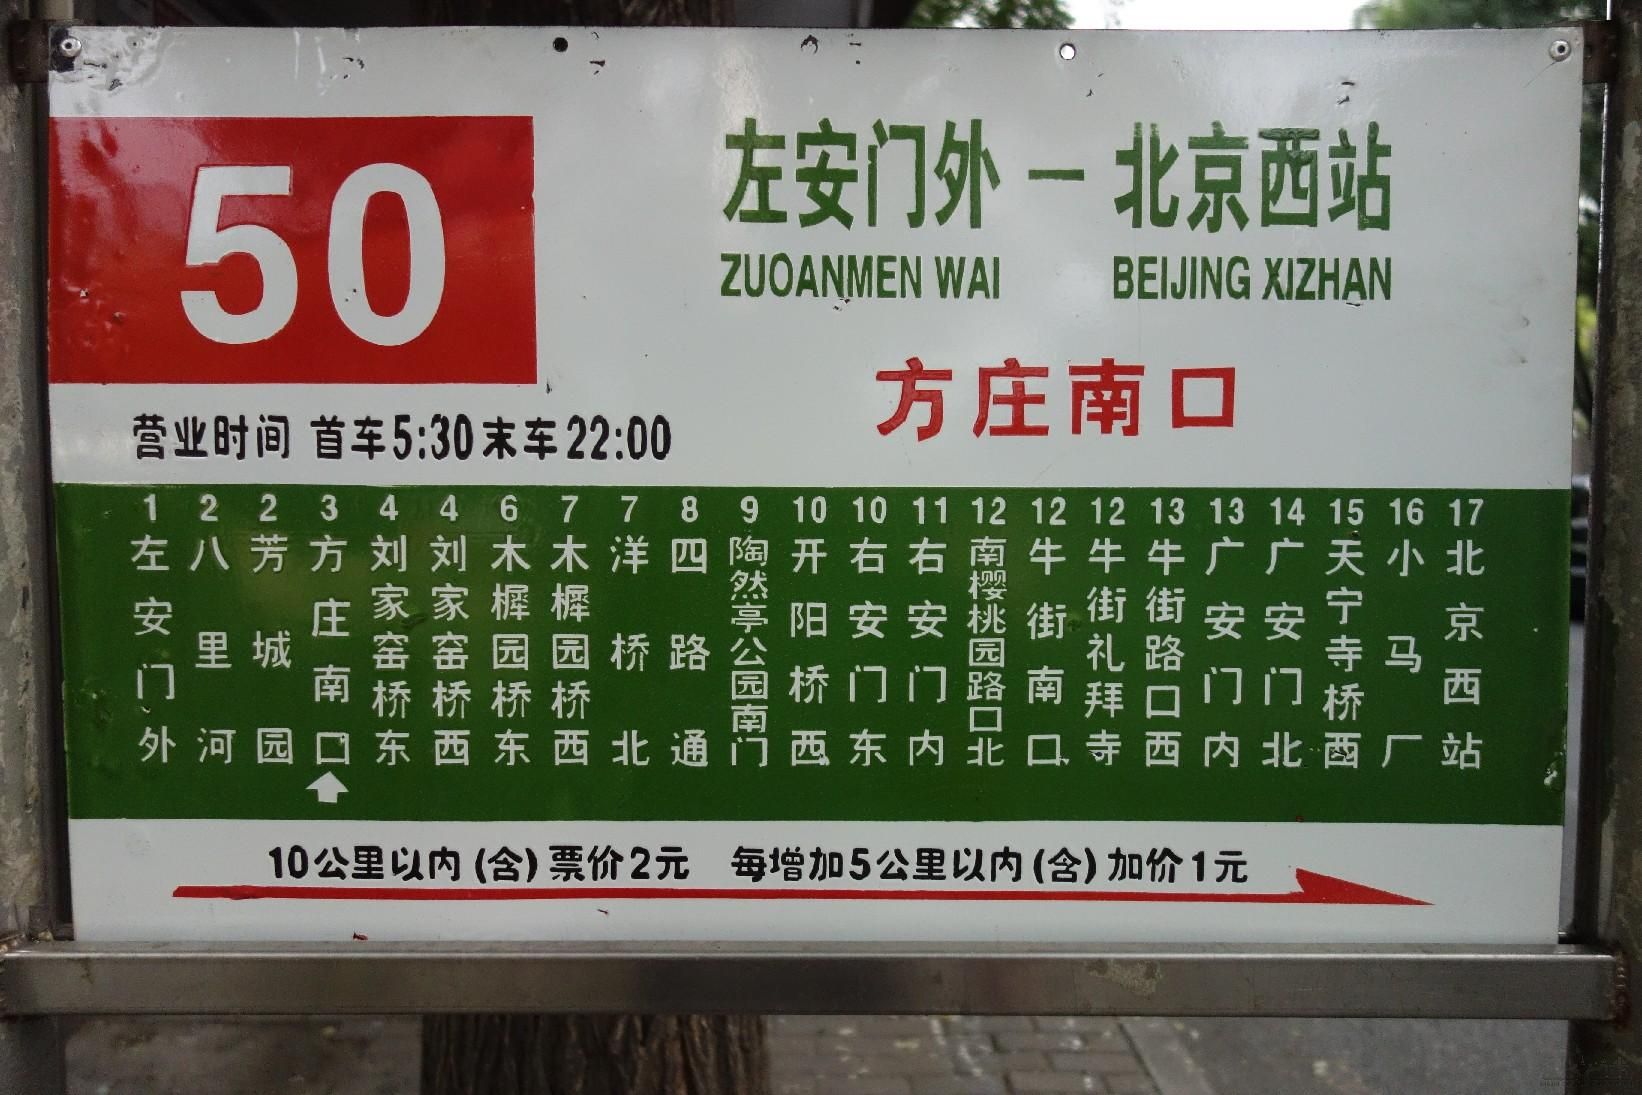 50
左安门外 — 北京西站
ZUOANMEN WAI BEIJING XIZHAN
方庄南口
营业时间 首车5:30末车22:00
1 左安门外
2 八里河
2 芳城园
3 方庄南口
4 刘家窑桥东
4 刘家窑桥西
6 木樨园桥东
7 木樨园桥西
7 洋桥北
8 四路通
9 陶然亭公园南门
10 开阳桥西
10 右安门东
11 右安门内
12 南樱桃园路口北
12 牛街南口
12 牛街礼拜寺
13 牛街路口西
13 广安门内
14 广安门北
15 天宁寺桥西
16 小马厂
17 北京西站
10公里以内(含)票价2元 每增加5公里以内(含)加价1元